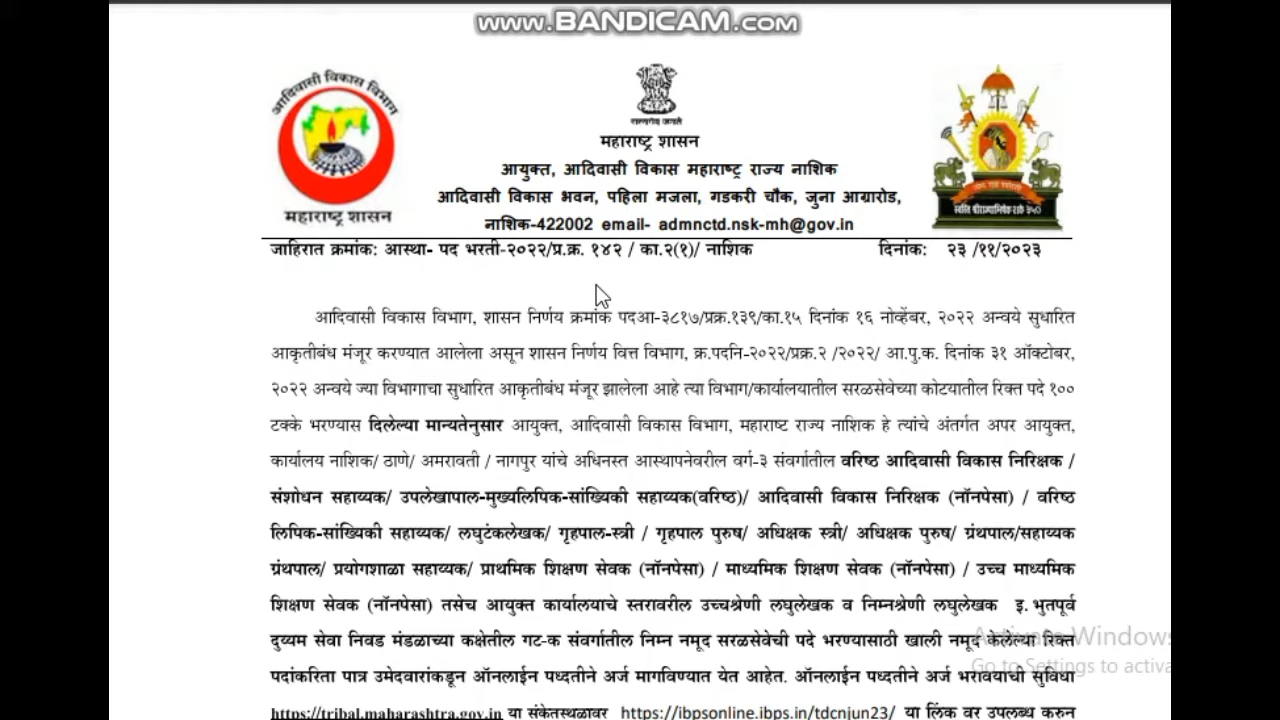 www.BANDICAM.com
आदिवासी विकास विभाग
महाराष्ट्र शासन
महाराष्ट्र शासन
आयुक्त, आदिवासी विकास महाराष्ट्र राज्य नाशिक
आदिवासी विकास भवन, पहिला मजला, गडकरी चौक, जुना आग्रारोड,
नाशिक-422002 email- admnctd.nsk-mh@gov.in
जाहिरात क्रमांक: आस्था- पद भरती-२०२२/प्र.क्र. १४२ / का.२(१)/ नाशिक दिनांक: २३ /११/२०२३
आदिवासी विकास विभाग, शासन निर्णय क्रमांक पदआ-३८१७/प्रक्र.१३९/का.१५ दिनांक १६ नोव्हेंबर, २०२२ अन्वये सुधारित
आकृतीबंध मंजूर करण्यात आलेला असून शासन निर्णय वित्त विभाग, क्र.पदनि-२०२२/प्रक्र.२ /२०२२/ आ.पु.क. दिनांक ३१ ऑक्टोबर,
२०२२ अन्वये ज्या विभागाचा सुधारित आकृतीबंध मंजूर झालेला आहे त्या विभाग/कार्यालयातील सरळसेवेच्या कोटयातील रिक्त पदे १००
टक्के भरण्यास दिलेल्या मान्यतेनुसार आयुक्त, आदिवासी विकास विभाग, महाराष्ट राज्य नाशिक हे त्यांचे अंतर्गत अपर आयुक्त,
कार्यालय नाशिक/ ठाणे/ अमरावती / नागपुर यांचे अधिनस्त आस्थापनेवरील वर्ग-३ संवर्गातील वरिष्ठ आदिवासी विकास निरिक्षक /
संशोधन सहाय्यक/ उपलेखापाल-मुख्यलिपिक-सांख्यिकी सहाय्यक(वरिष्ठ)/ आदिवासी विकास निरिक्षक (नॉनपेसा) / वरिष्ठ
लिपिक-सांख्यिकी सहाय्यक/ लघुटंकलेखक/ गृहपाल-स्त्री / गृहपाल पुरुष/ अधिक्षक स्त्री/ अधिक्षक पुरुष/ ग्रंथपाल/सहाय्यक
ग्रंथपाल/ प्रयोगशाळा सहाय्यक/ प्राथमिक शिक्षण सेवक (नॉनपेसा) / माध्यमिक शिक्षण सेवक (नॉनपेसा) / उच्च माध्यमिक
शिक्षण सेवक (नॉनपेसा) तसेच आयुक्त कार्यालयाचे स्तरावरील उच्चश्रेणी लघुलेखक व निम्नश्रेणी लघुलेखक इ. भुतपूर्व
दुय्यम सेवा निवड मंडळाच्या कक्षेतील गट-क संवर्गातील निम्न नमूद सरळसेवेची पदे भरण्यासाठी खाली नमूद केलेल्या रिक्त
पदांकरिता पात्र उमेदवारांकडून ऑनलाईन पध्दतीने अर्ज मागविण्यात येत आहेत. ऑनलाईन पध्दतीने अर्ज भरावयाची सुविधा
https://tribal.maharashtra.gov.in या संकेतस्थळावर https://ibpsonline.ibps.in/tdcnjun23/ या लिंक वर उपलब्ध करुन
Activate Windows
Go to Settings to activa